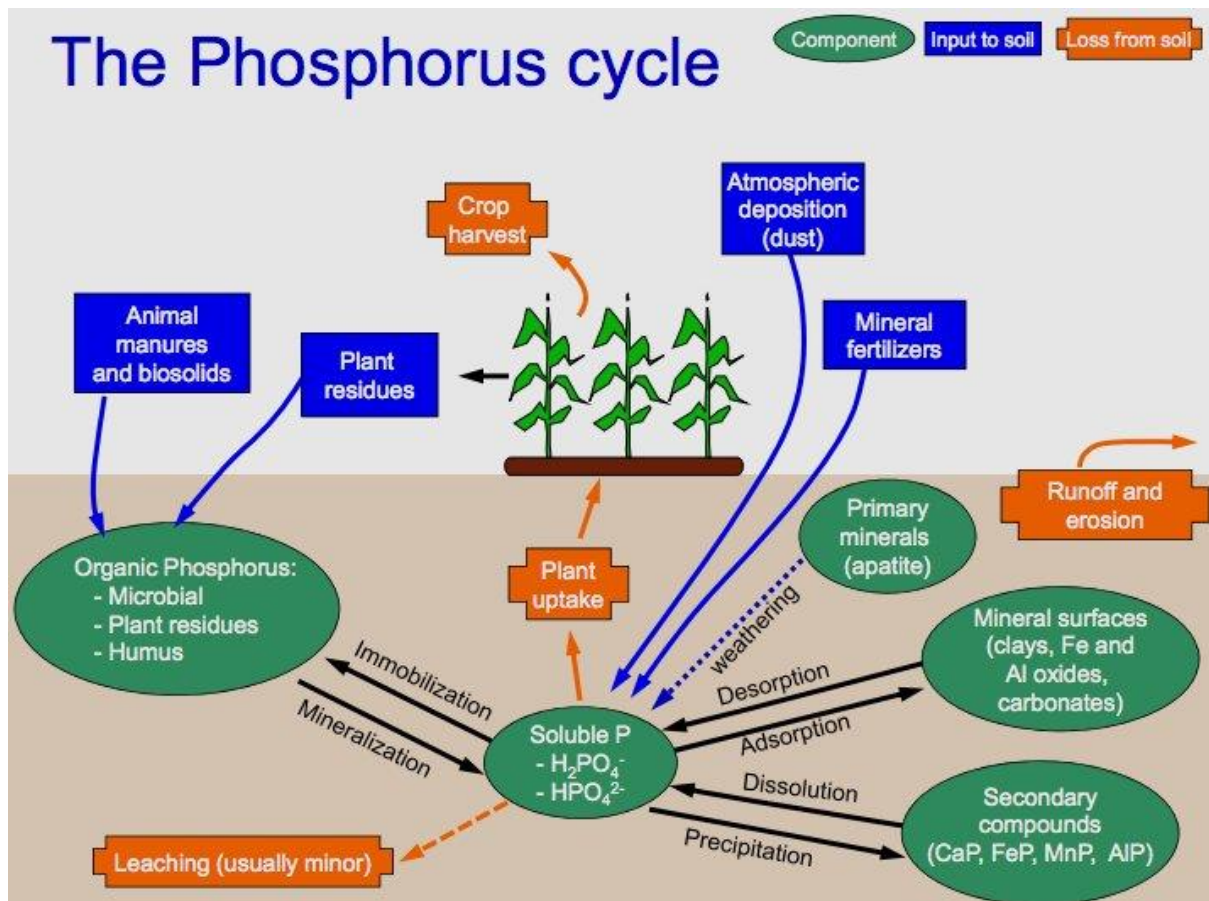 The Phosphorus cycle
Component
Input to soil
Loss from soil
Crop
harvest
Atmospheric
deposition
(dust)
Animal
manures
and biosolids
Plant
residues
Mineral
fertilizers
Runoff and
erosion
Primary
minerals
(apatite)
Organic Phosphorus:
- Microbial
- Plant residues
- Humus
Plant
uptake
weathering
Mineral surfaces
(clays, Fe and
Al oxides,
carbonates)
Immobilization
Mineralization
Desorption
Adsorption
Soluble P
- H₂PO₄⁻
- HPO₄²⁻
Dissolution
Precipitation
Secondary
compounds
(CaP, FeP, MnP, AlP)
Leaching (usually minor)